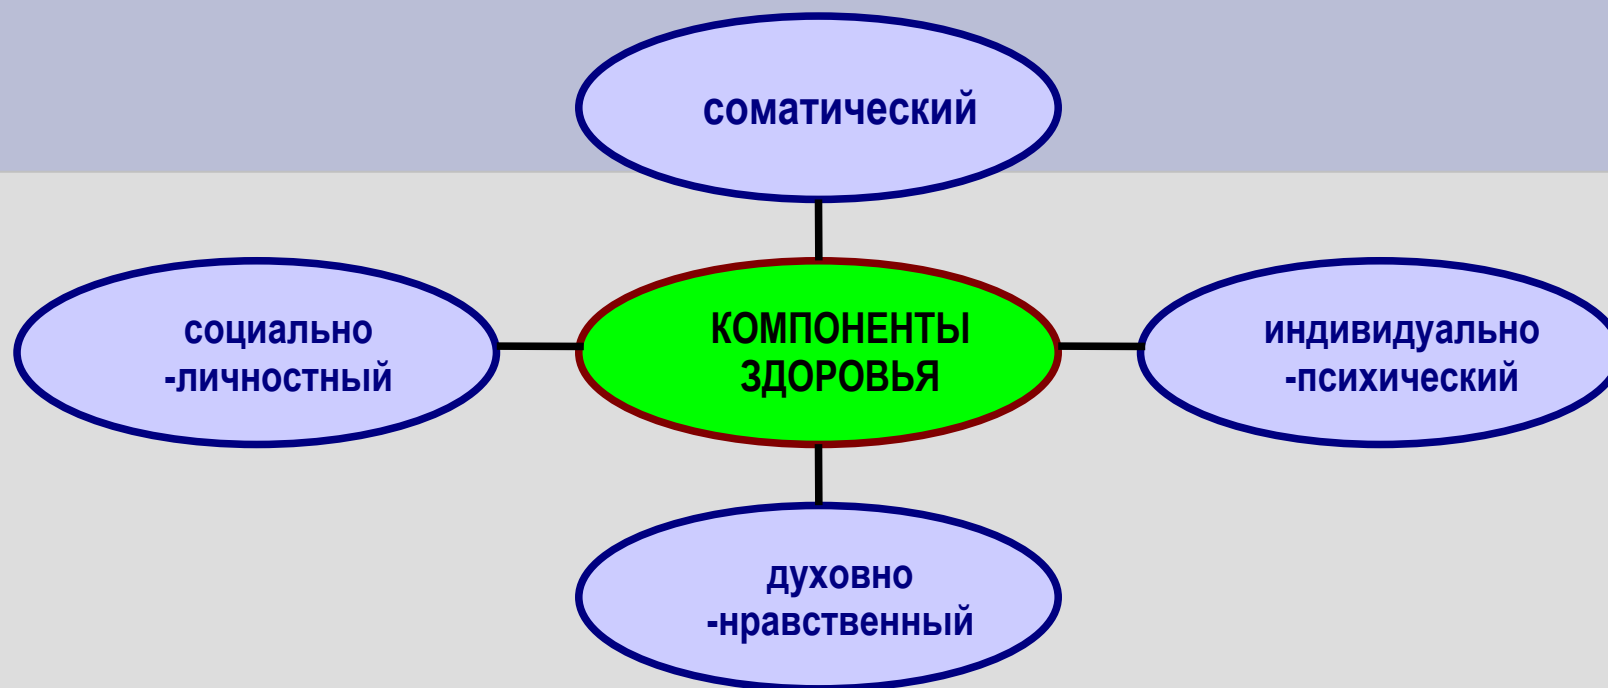 соматический
социально
-личностный
КОМПОНЕНТЫ
ЗДОРОВЬЯ
индивидуально
-психический
духовно
-нравственный